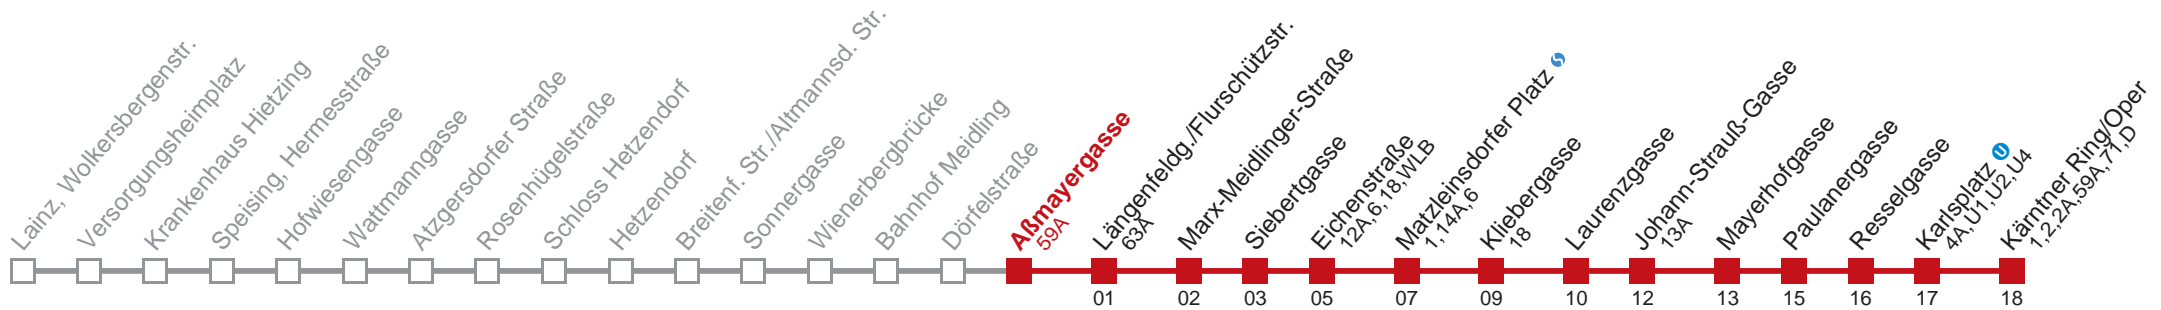 Lainz, Wolkersbergenstr.
Versorgungsheimplatz
Krankenhaus Hietzing
Speising, Hermesstraße
Hofwiesengasse
Wattmanngasse
Atzgersdorfer Straße
Rosenhügelstraße
Schloss Hetzendorf
Hetzendorf
Breitenf. Str./Altmannsd. Str.
Sonnergasse
Wienerbergbrücke
Bahnhof Meidling
Dörfelstraße
Aßmayergasse
59A
Längenfeldg./Flurschützstr.
63A
01
Marx-Meidlinger-Straße
02
Siebertgasse
03
Eichenstraße
12A,6,18,WLB
05
Matzleinsdorfer Platz S
1,14A,6
07
Kliebergasse
18
09
Laurenzgasse
10
Johann-Strauß-Gasse
13A
12
Mayerhofgasse
13
Paulanergasse
15
Resselgasse
16
Karlsplatz U
4A,U1,U2,U4
17
Kärntner Ring/Oper
1,2,2A,59A,71,D
18